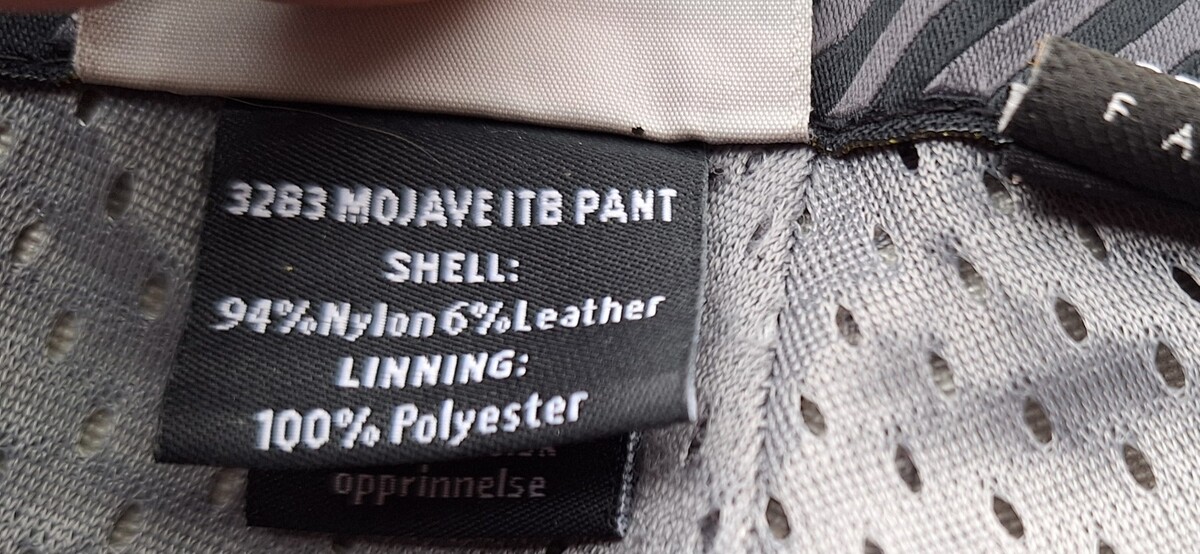 3283 MOJAVE ITB PANT
SHELL:
94%Nylon 6%Leather
LINNING:
100% Polyester
opprinnelse
F
A